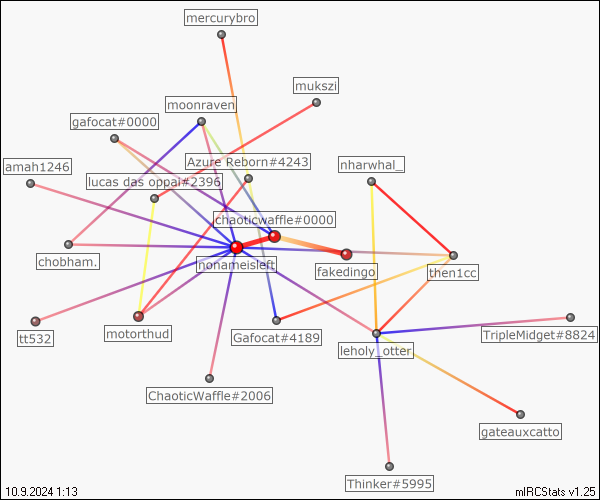 mercurybro
mukszi
moonraven
gafocat#0000
Azure Reborn#4243
nharwhal_
amah1246
lucas das oppai#2396
chaoticwaffle#0000
chobham.
nonameisleft
fakedingo
then1cc
tt532
motorthud
Gafocat#4189
TripleMidget#8824
leholy_otter
ChaoticWaffle#2006
gateauxcatto
Thinker#5995
10.9.2024 1:13
mIRCStats v1.25